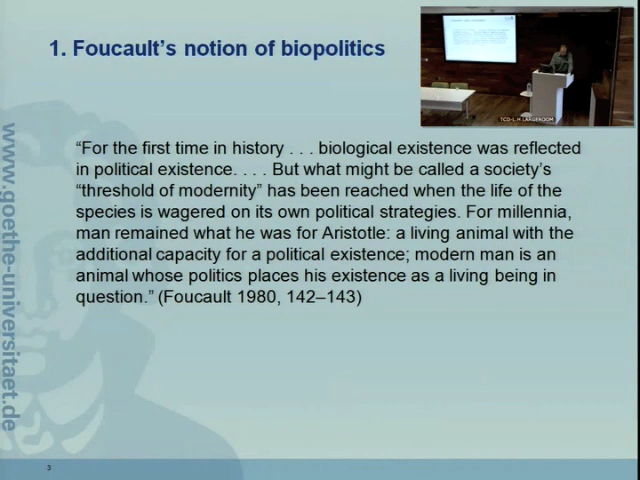 1. Foucault's notion of biopolitics
TCD-L.H LARGEROOM
"For the first time in history . . . biological existence was reflected
in political existence. . . . But what might be called a society's
"threshold of modernity" has been reached when the life of the
species is wagered on its own political strategies. For millennia,
man remained what he was for Aristotle: a living animal with the
additional capacity for a political existence; modern man is an
animal whose politics places his existence as a living being in
question." (Foucault 1980, 142–143)
www.goethe-universitaet.de
3